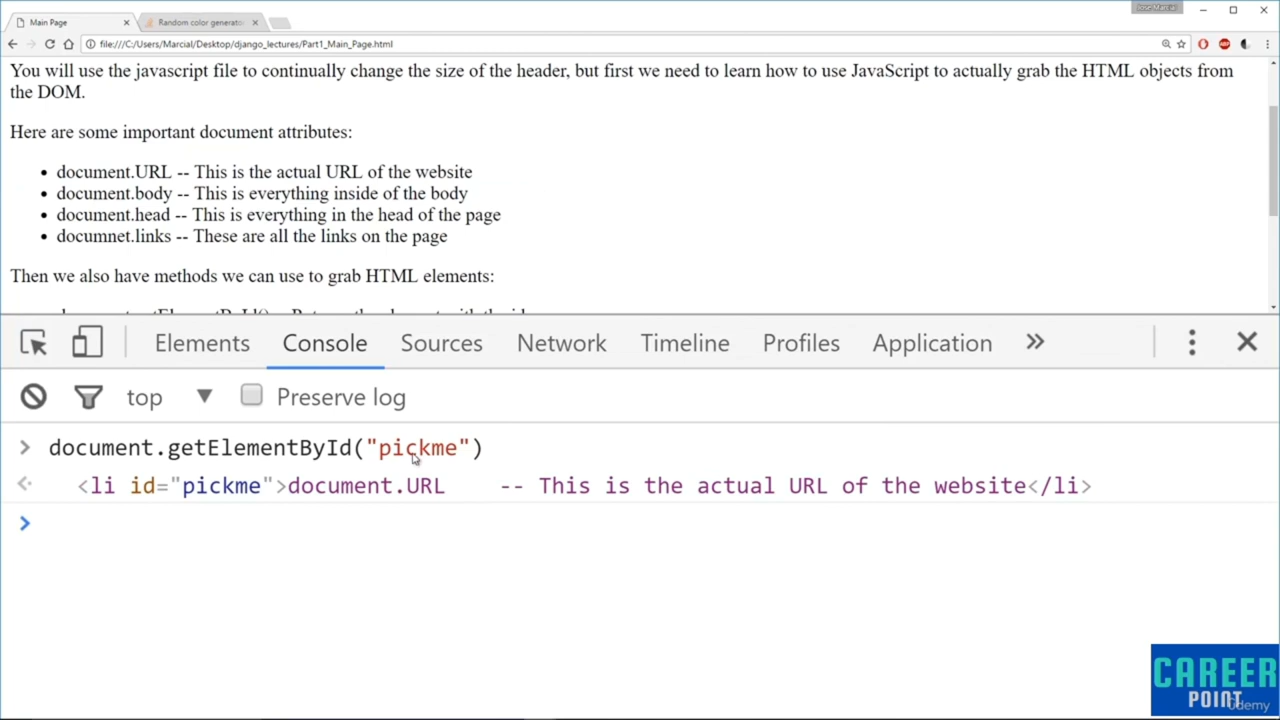 Jose Marcial
Main Page
Random color generato
file:///C:/Users/Marcial/Desktop/django_lectures/Part1_Main_Page.html
You will use the javascript file to continually change the size of the header, but first we need to learn how to use JavaScript to actually grab the HTML objects from
the DOM.
Here are some important document attributes:
• document.URL -- This is the actual URL of the website
• document.body -- This is everything inside of the body
• document.head -- This is everything in the head of the page
• documnet.links -- These are all the links on the page
Then we also have methods we can use to grab HTML elements:
Elements Console Sources Network Timeline Profiles Application »
top Preserve log
> document.getElementById("pickme")
<li id="pickme">document.URL -- This is the actual URL of the website</li>
>
CAREER
POINT
ûdemy